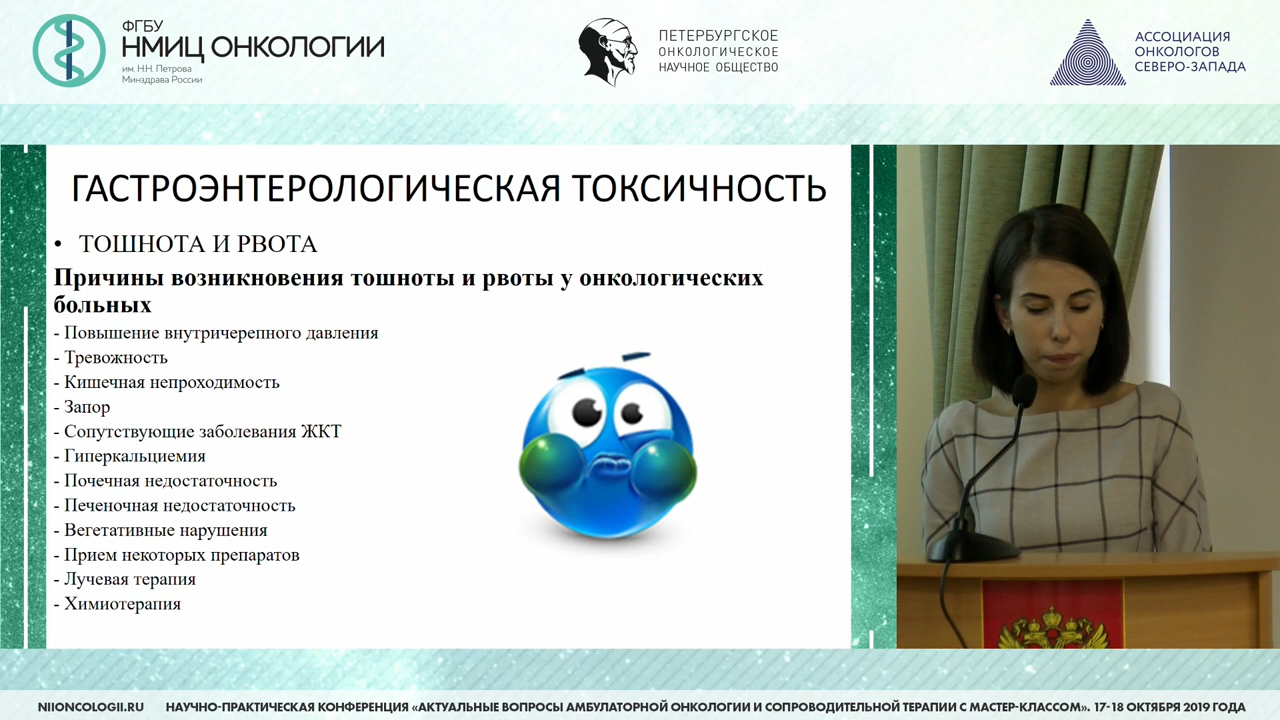 ФГБУ
НМИЦ ОНКОЛОГИИ
им. Н.Н. Петрова
Минздрава России
ПЕТЕРБУРГСКОЕ
ОНКОЛОГИЧЕСКОЕ
НАУЧНОЕ ОБЩЕСТВО
АССОЦИАЦИЯ
ОНКОЛОГОВ
СЕВЕРО-ЗАПАДА
ГАСТРОЭНТЕРОЛОГИЧЕСКАЯ ТОКСИЧНОСТЬ
• ТОШНОТА И РВОТА
Причины возникновения тошноты и рвоты у онкологических
больных
- Повышение внутричерепного давления
- Тревожность
- Кишечная непроходимость
- Запор
- Сопутствующие заболевания ЖКТ
- Гиперкальциемия
- Почечная недостаточность
- Печеночная недостаточность
- Вегетативные нарушения
- Прием некоторых препаратов
- Лучевая терапия
- Химиотерапия
NIIONCOLOGII.RU НАУЧНО-ПРАКТИЧЕСКАЯ КОНФЕРЕНЦИЯ «АКТУАЛЬНЫЕ ВОПРОСЫ АМБУЛАТОРНОЙ ОНКОЛОГИИ И СОПРОВОДИТЕЛЬНОЙ ТЕРАПИИ С МАСТЕР-КЛАССОМ». 17-18 ОКТЯБРЯ 2019 ГОДА